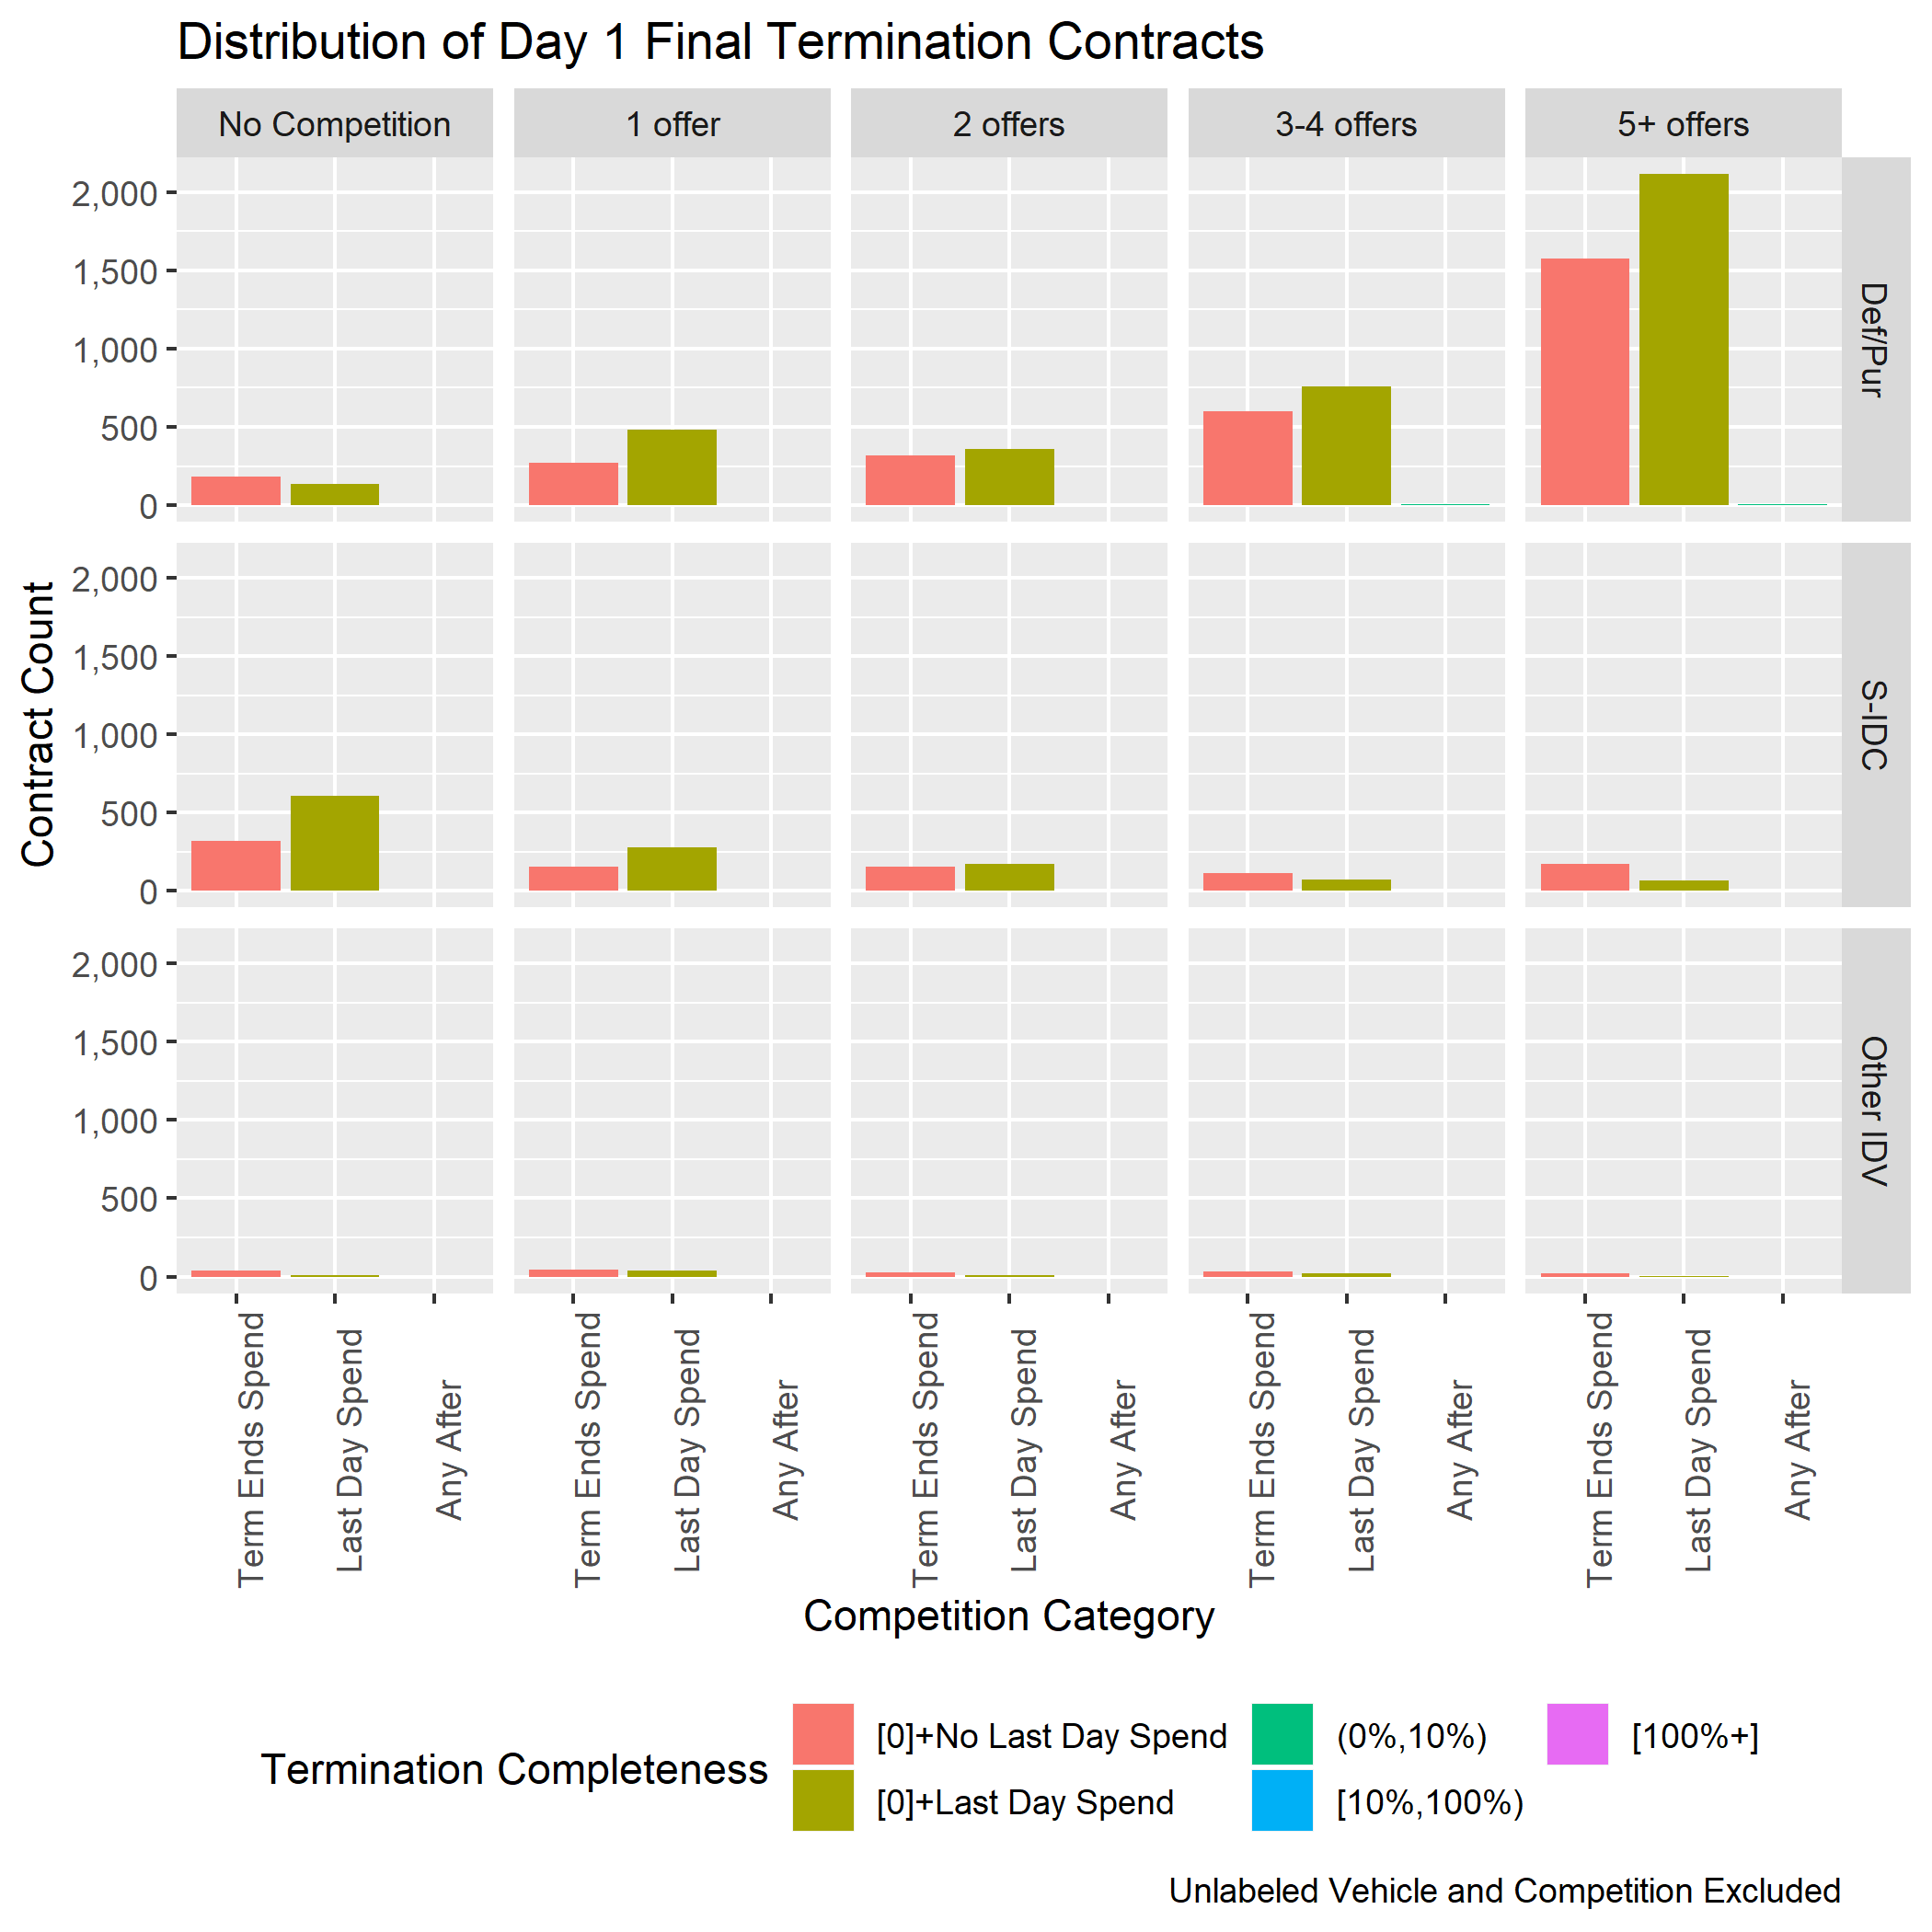 Distribution of Day 1 Final Termination Contracts
No Competition
1 offer
2 offers
3-4 offers
5+ offers
2,000
1,500
1,000
500
0
Def/Pur
2,000
1,500
1,000
500
0
S-IDC
2,000
1,500
1,000
500
0
Other IDV
Contract Count
Term Ends Spend
Last Day Spend
Any After
Term Ends Spend
Last Day Spend
Any After
Term Ends Spend
Last Day Spend
Any After
Term Ends Spend
Last Day Spend
Any After
Term Ends Spend
Last Day Spend
Any After
Competition Category
Termination Completeness
[0]+No Last Day Spend
[0]+Last Day Spend
(0%,10%)
[10%,100%)
[100%+]
Unlabeled Vehicle and Competition Excluded